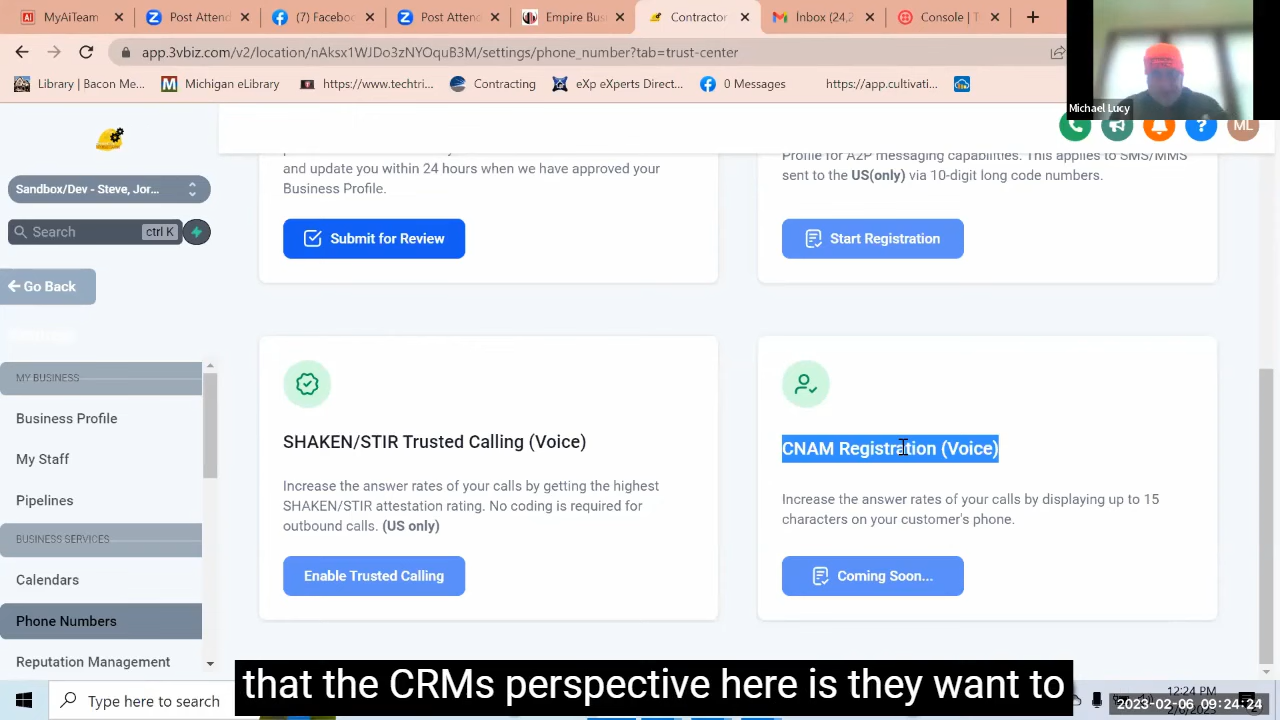 MyAiTeam
Post Attend
(7) Facebo
Post Attend
Empire Bus
Contractor
Inbox (24,2
Console | T
app.3vbiz.com/v2/location/nAksx1WJDo3zNYOquB3M/settings/phone_number?tab=trust-center
Library | Bacon Me...
Michigan eLibrary
https://www.techtri...
Contracting
eXp eXperts Direct...
0 Messages
https://app.cultivati...
Michael Lucy
ML
Sandbox/Dev - Steve, Jor...
Search
ctrl K
Go Back
MY BUSINESS
Business Profile
My Staff
Pipelines
BUSINESS SERVICES
Calendars
Phone Numbers
Reputation Management
and update you within 24 hours when we have approved your
Business Profile.
Submit for Review
Profile for A2P messaging capabilities. This applies to SMS/MMS
sent to the US(only) via 10-digit long code numbers.
Start Registration
SHAKEN/STIR Trusted Calling (Voice)
Increase the answer rates of your calls by getting the highest
SHAKEN/STIR attestation rating. No coding is required for
outbound calls. (US only)
Enable Trusted Calling
CNAM Registration (Voice)
Increase the answer rates of your calls by displaying up to 15
characters on your customer's phone.
Coming Soon...
that the CRMs perspective here is they want to
Type here to search
12:24 PM
2023-02-06 09:24:24